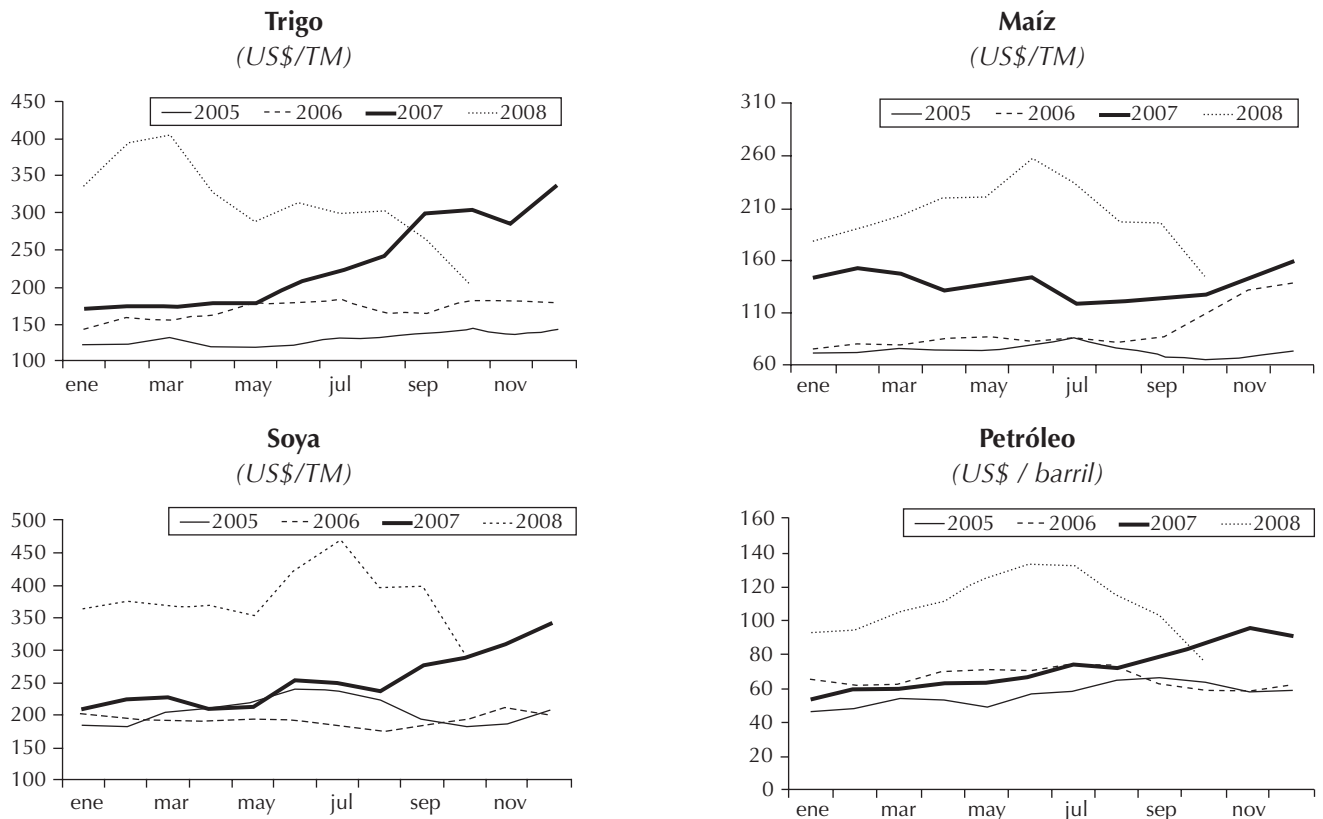 Trigo
(US$/TM)
450
400
350
300
250
200
150
100
2005 2006 2007 2008
ene mar may jul sep nov
Maíz
(US$/TM)
310
260
210
160
110
60
2005 2006 2007 2008
ene mar may jul sep nov
Soya
(US$/TM)
500
450
400
350
300
250
200
150
100
2005 2006 2007 2008
ene mar may jul sep nov
Petróleo
(US$ / barril)
160
140
120
100
80
60
40
20
0
2005 2006 2007 2008
ene mar may jul sep nov